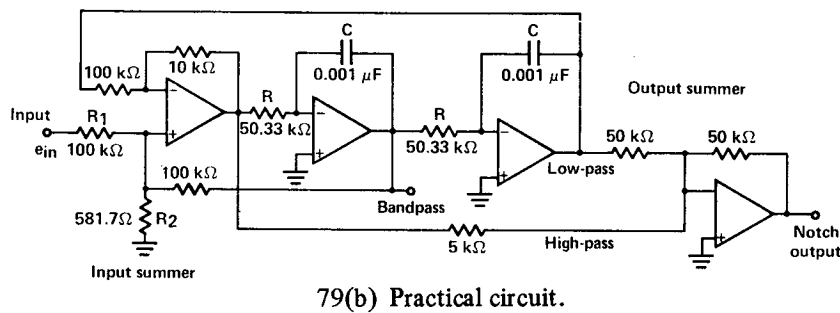 C
0.001 μF
C
0.001 μF
100 kΩ
10 kΩ
Output summer
Input
e_in
R1
100 kΩ
R
50.33 kΩ
R
50.33 kΩ
50 kΩ
50 kΩ
Low-pass
100 kΩ
Bandpass
581.7Ω
R2
5 kΩ
High-pass
Notch
output
Input summer
79(b) Practical circuit.